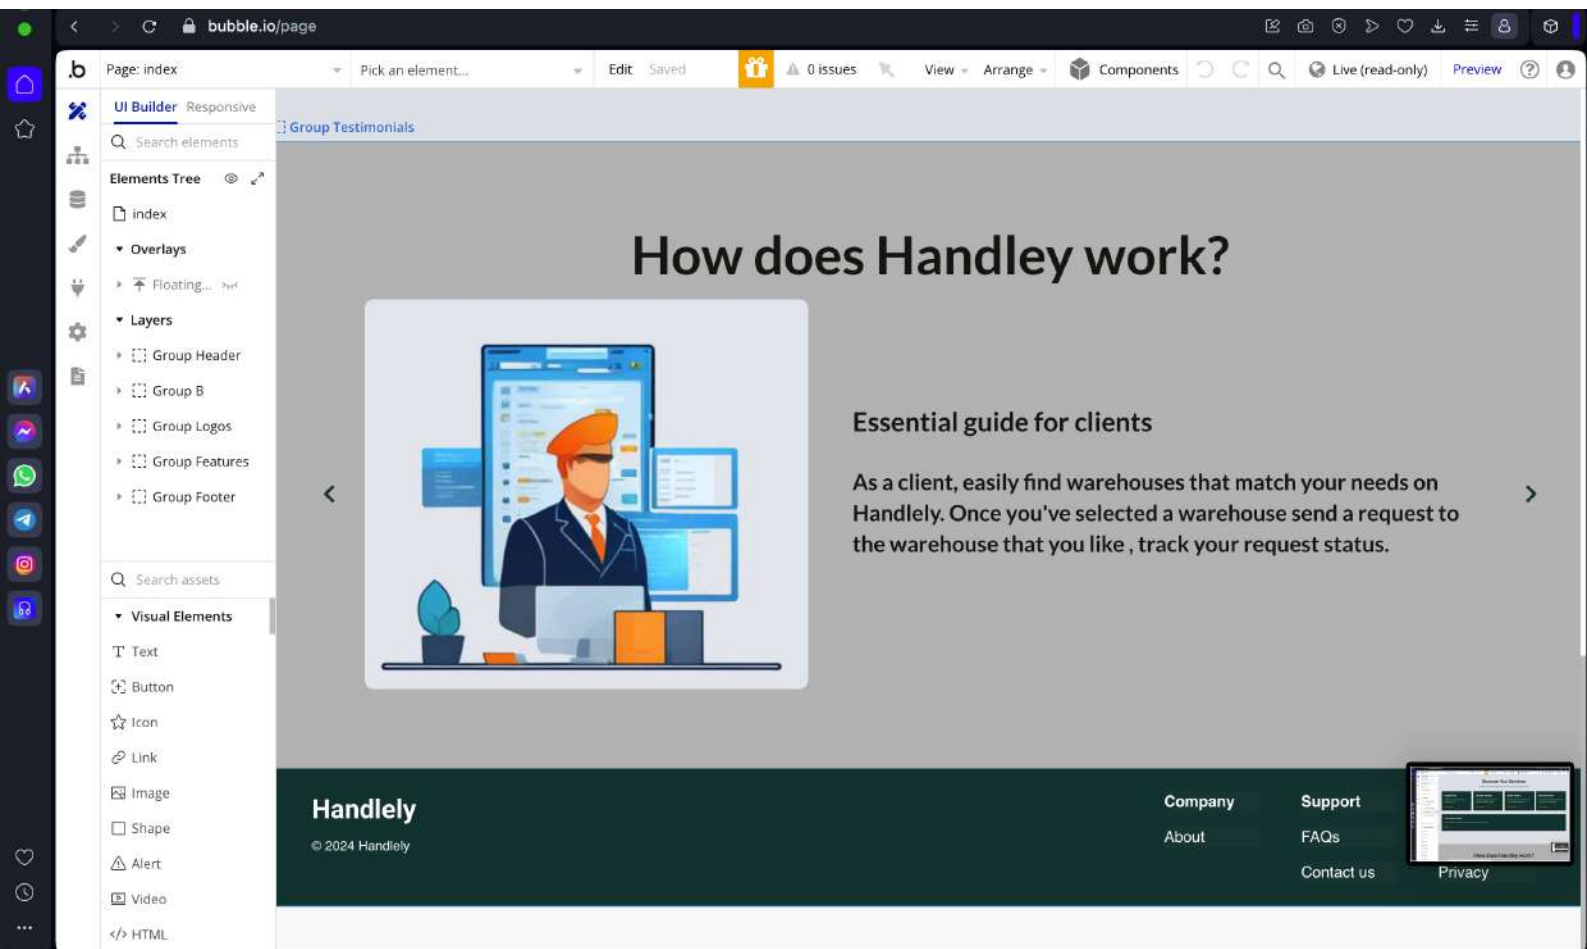 bubble.io/page
.b Page: index Pick an element... Edit Saved 0 issues View Arrange Components Live (read-only) Preview ?
UI Builder Responsive
Group Testimonials
Search elements
Elements Tree
index
Overlays
Floating...
Layers
Group Header
Group B
Group Logos
Group Features
Group Footer
Search assets
Visual Elements
T Text
Button
Icon
Link
Image
Shape
Alert
Video
</> HTML
How does Handley work?
Essential guide for clients
As a client, easily find warehouses that match your needs on
Handlely. Once you've selected a warehouse send a request to
the warehouse that you like , track your request status.
Handlely
© 2024 Handlely
Company
About
Support
FAQs
Contact us
Privacy